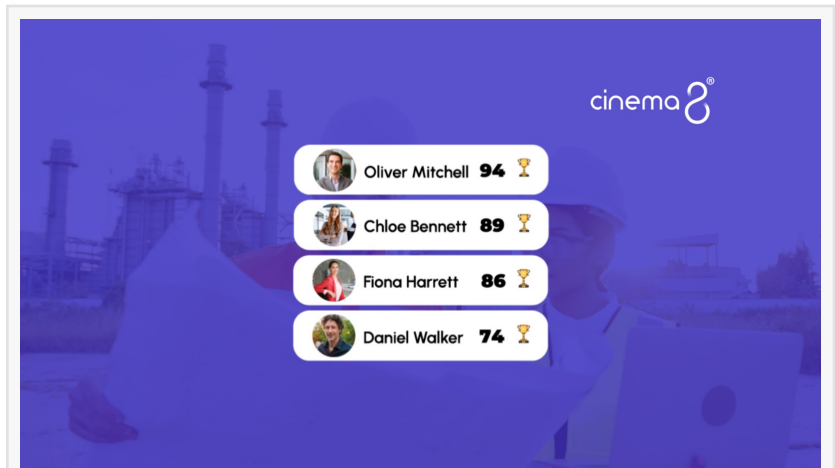 cinema8®
Oliver Mitchell 94
Chloe Bennett 89
Fiona Harrett 86
Daniel Walker 74